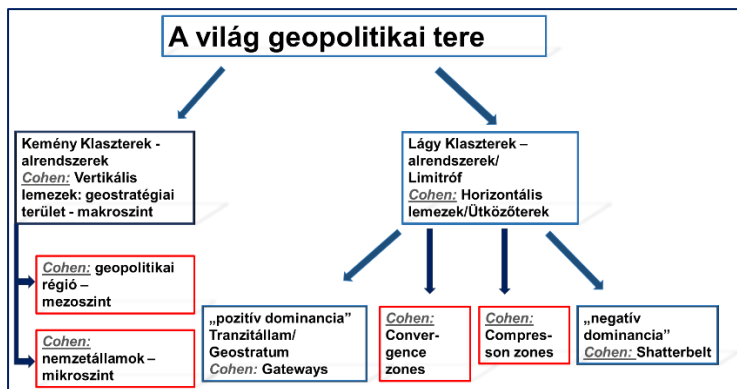 A világ geopolitikai tere
Kemény Klaszterek -
alrendszerek
Cohen: Vertikális
lemezek: geostratégiai
terület - makroszint
Lágy Klaszterek –
alrendszerek/
Limitróf
Cohen: Horizontális
lemezek/Ütközőterek
Cohen: geopolitikai
régió –
mezoszint
Cohen:
nemzetállamok –
mikroszint
„pozitív dominancia”
Tranzitállam/
Geostratum
Cohen: Gateways
Cohen:
Conver-
gence
zones
Cohen:
Compres-
son zones
„negatív
dominancia”
Cohen: Shatterbelt